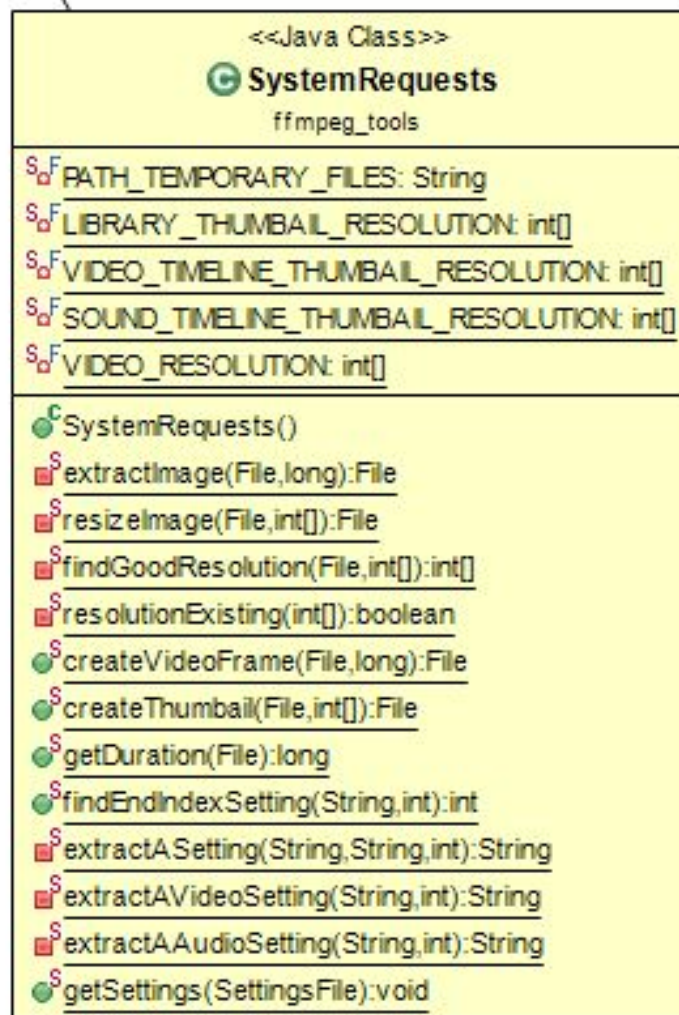 <<Java Class>>
C SystemRequests
ffmpeg_tools
S F PATH_TEMPORARY_FILES: String
S F LIBRARY_THUMBAIL_RESOLUTION: int[]
S F VIDEO_TIMELINE_THUMBAIL_RESOLUTION: int[]
S F SOUND_TIMELINE_THUMBAIL_RESOLUTION: int[]
S F VIDEO_RESOLUTION: int[]
C SystemRequests()
S extractImage(File,long):File
S resizeImage(File,int[]):File
S findGoodResolution(File,int[]):int[]
S resolutionExisting(int[]):boolean
S createVideoFrame(File,long):File
S createThumbail(File,int[]):File
S getDuration(File):long
S findEndIndexSetting(String,int):int
S extractASetting(String,String,int):String
S extractAVideoSetting(String,int):String
S extractAAudioSetting(String,int):String
S getSettings(SettingsFile):void